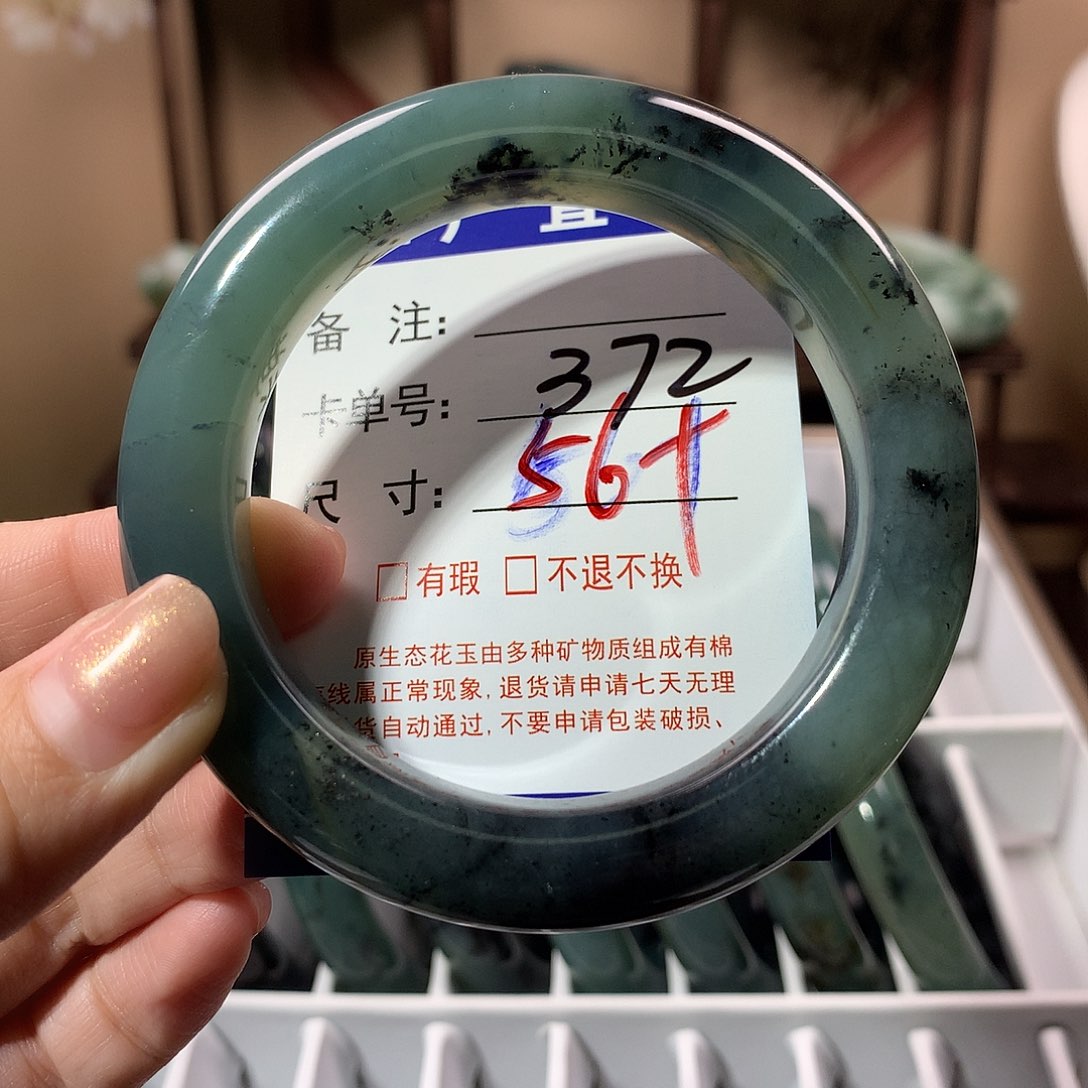 厂直
备 注:
卡单号: 372
尺 寸: 56+
□有瑕 □不退不换
原生态花玉由多种矿物质组成有棉
线属正常现象,退货请申请七天无理
货自动通过,不要申请包装破损、